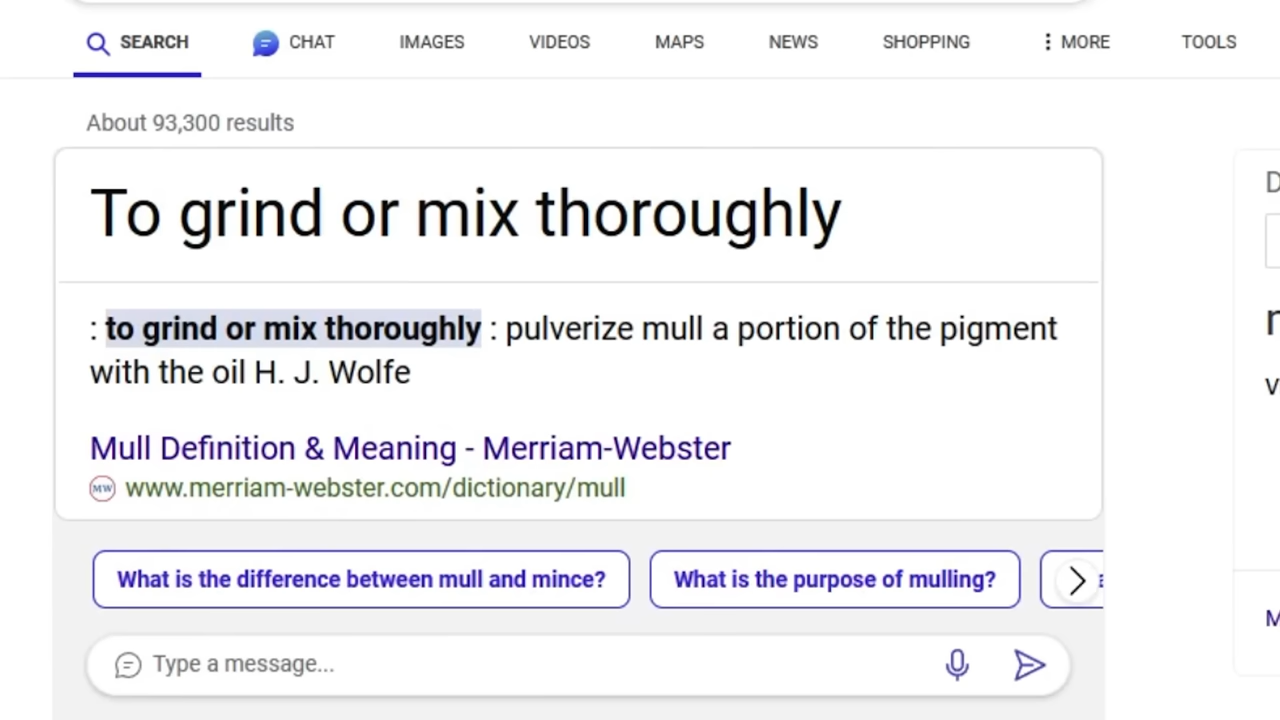 SEARCH CHAT IMAGES VIDEOS MAPS NEWS SHOPPING MORE TOOLS
About 93,300 results
To grind or mix thoroughly
: to grind or mix thoroughly : pulverize mull a portion of the pigment
with the oil H. J. Wolfe
Mull Definition & Meaning - Merriam-Webster
MW www.merriam-webster.com/dictionary/mull
What is the difference between mull and mince? What is the purpose of mulling?
Type a message...